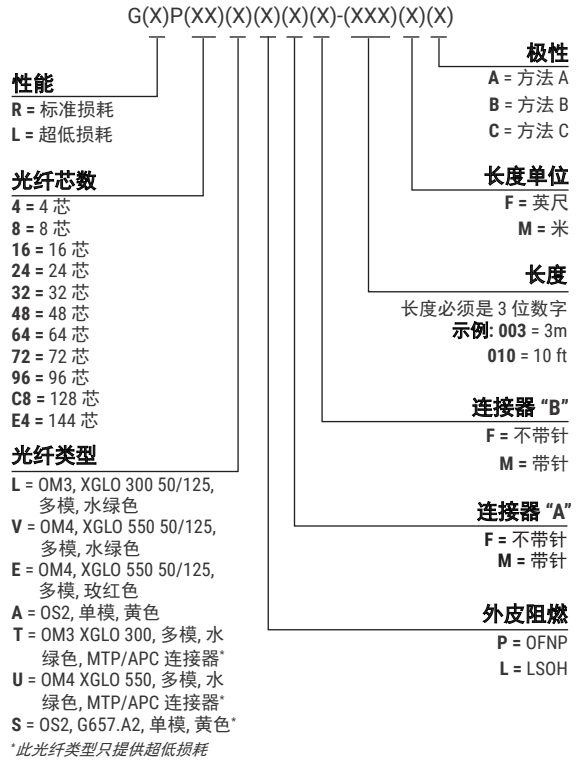 G(X)P(XX)(X)(X)(X)(X)-(XXX)(X)(X)
性能
R = 标准损耗
L = 超低损耗
光纤芯数
4 = 4 芯
8 = 8 芯
16 = 16 芯
24 = 24 芯
32 = 32 芯
48 = 48 芯
64 = 64 芯
72 = 72 芯
96 = 96 芯
C8 = 128 芯
E4 = 144 芯
光纤类型
L = OM3, XGLO 300 50/125,
多模, 水绿色
V = OM4, XGLO 550 50/125,
多模, 水绿色
E = OM4, XGLO 550 50/125,
多模, 玫红色
A = OS2, 单模, 黄色
T = OM3 XGLO 300, 多模, 水
绿色, MTP/APC 连接器*
U = OM4 XGLO 550, 多模, 水
绿色, MTP/APC 连接器*
S = OS2, G657.A2, 单模, 黄色*
*此光纤类型只提供超低损耗
极性
A = 方法 A
B = 方法 B
C = 方法 C
长度单位
F = 英尺
M = 米
长度
长度必须是 3 位数字
示例: 003 = 3m
010 = 10 ft
连接器 “B”
F = 不带针
M = 带针
连接器 “A”
F = 不带针
M = 带针
外皮阻燃
P = OFNP
L = LSOH